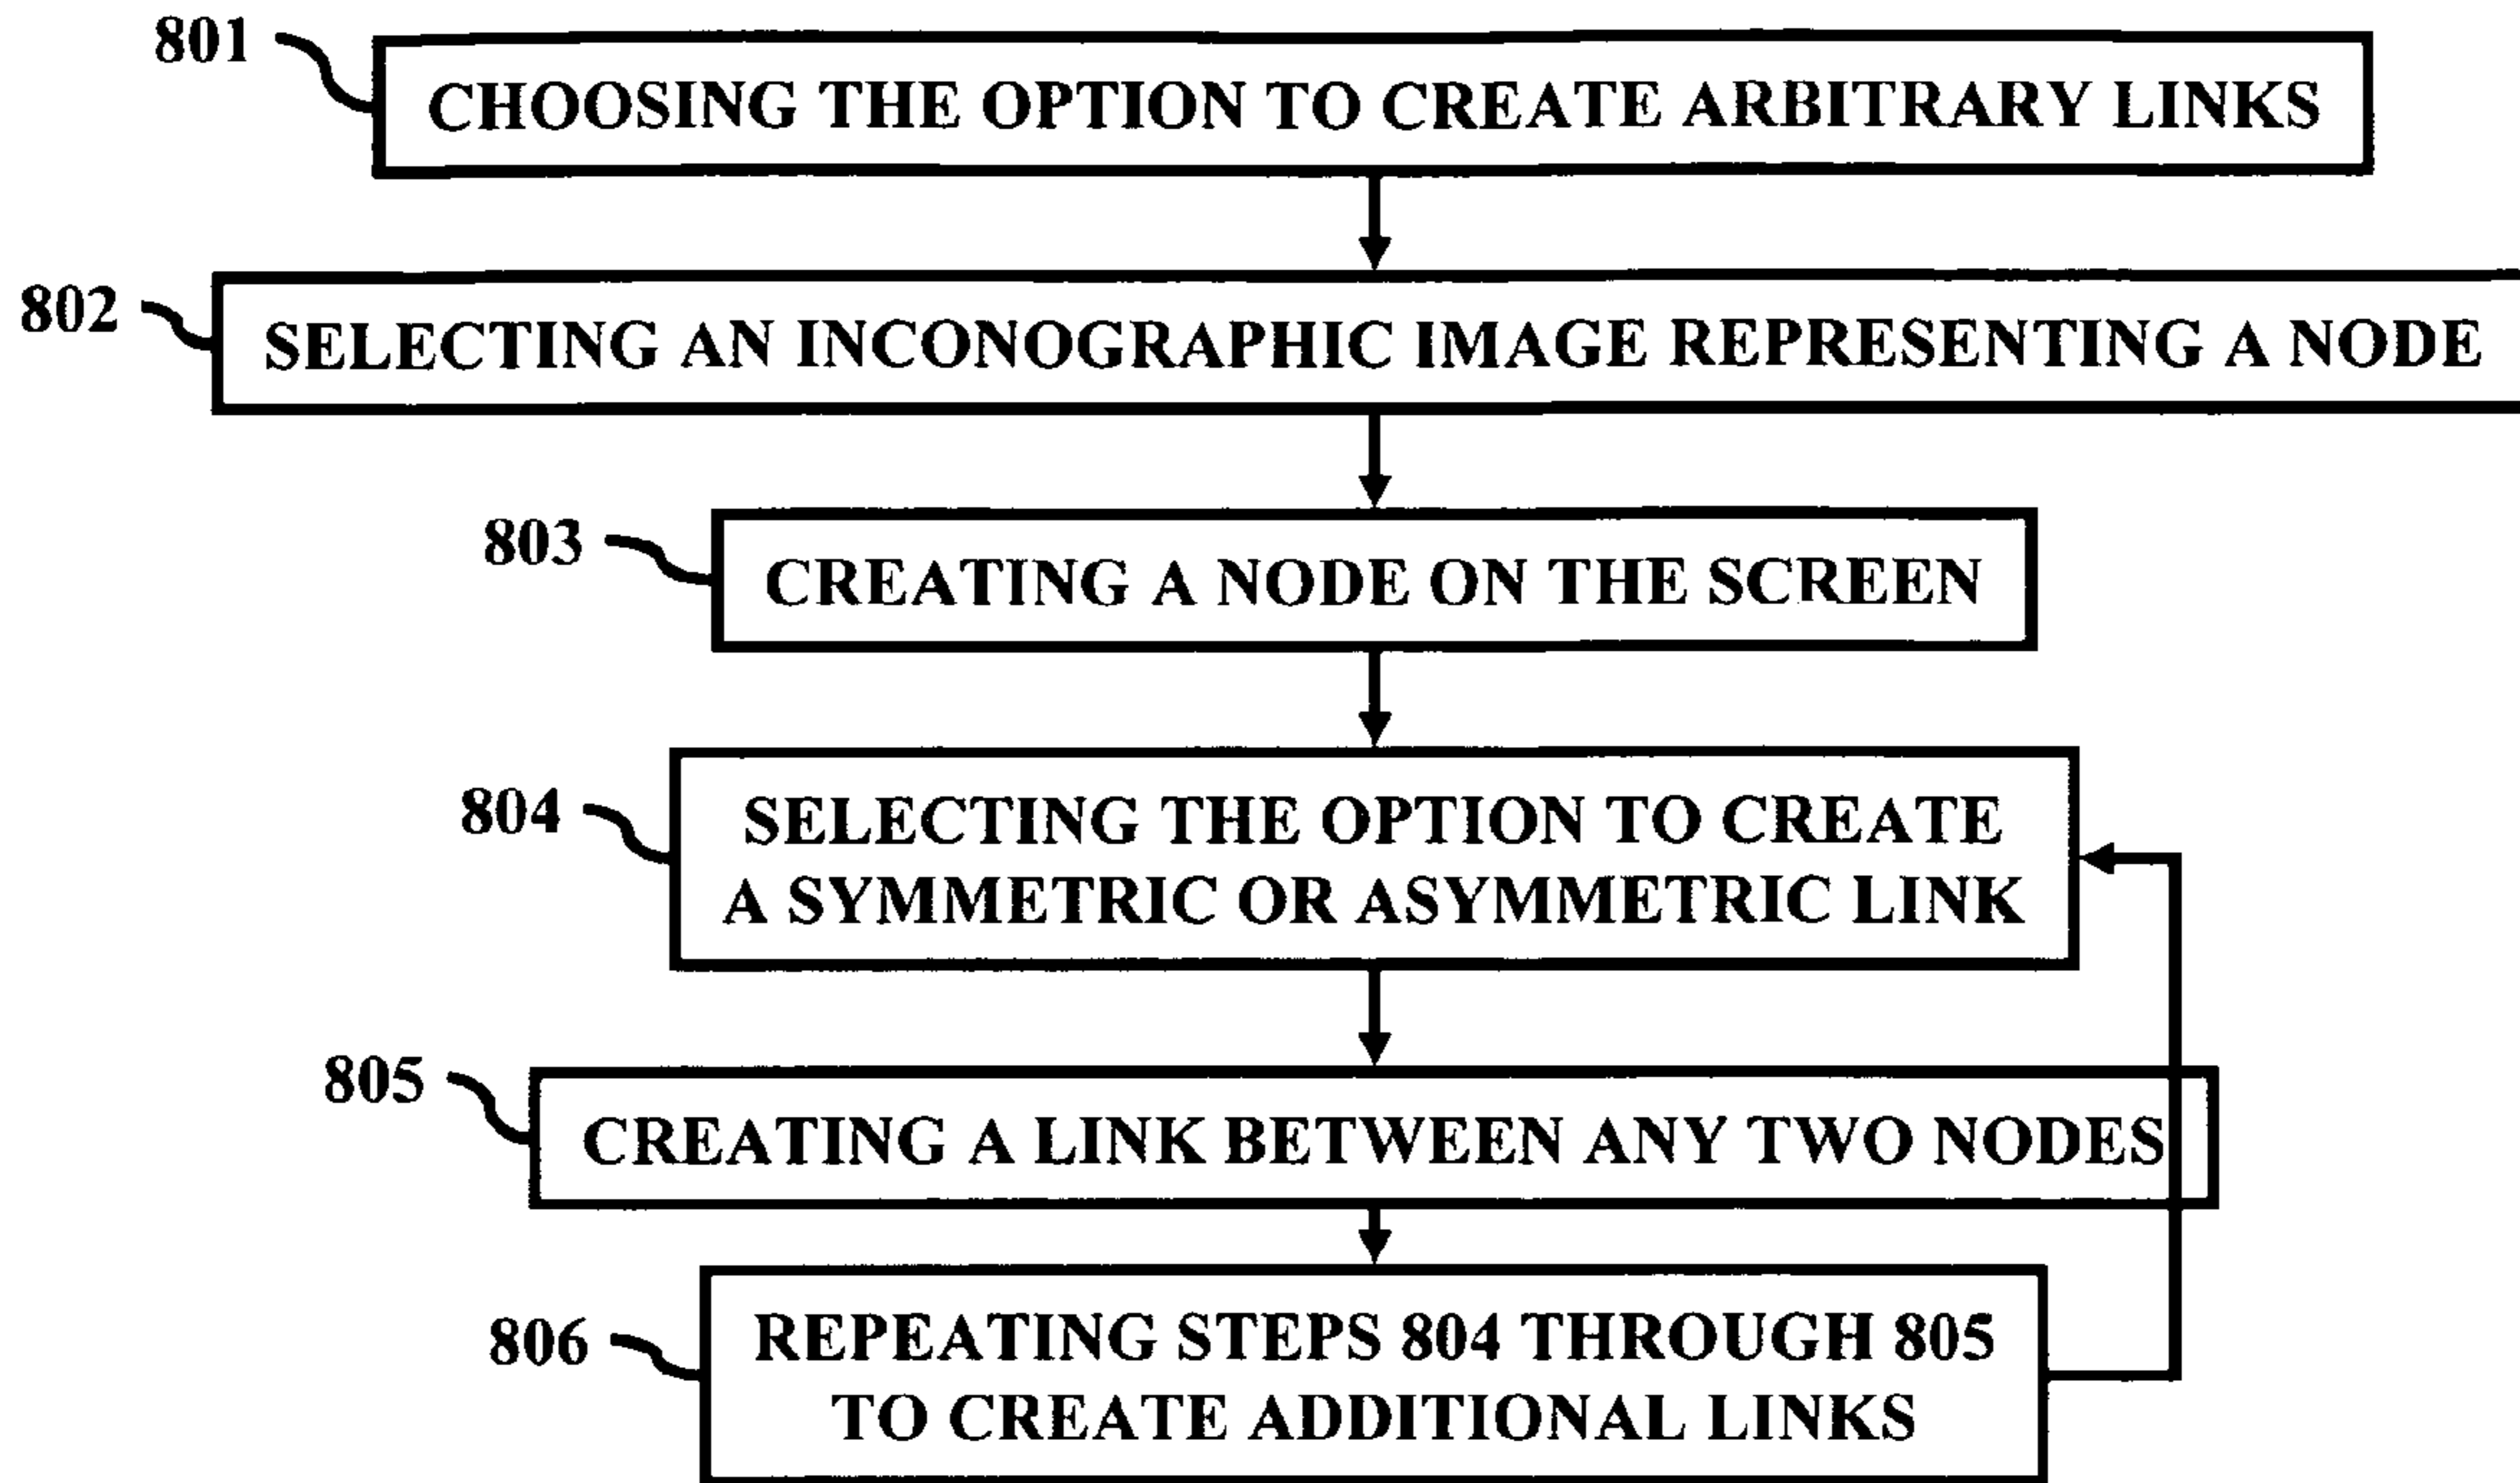 801
CHOOSING THE OPTION TO CREATE ARBITRARY LINKS
802
SELECTING AN INCONOGRAPHIC IMAGE REPRESENTING A NODE
803
CREATING A NODE ON THE SCREEN
804
SELECTING THE OPTION TO CREATE
A SYMMETRIC OR ASYMMETRIC LINK
805
CREATING A LINK BETWEEN ANY TWO NODES
806
REPEATING STEPS 804 THROUGH 805
TO CREATE ADDITIONAL LINKS